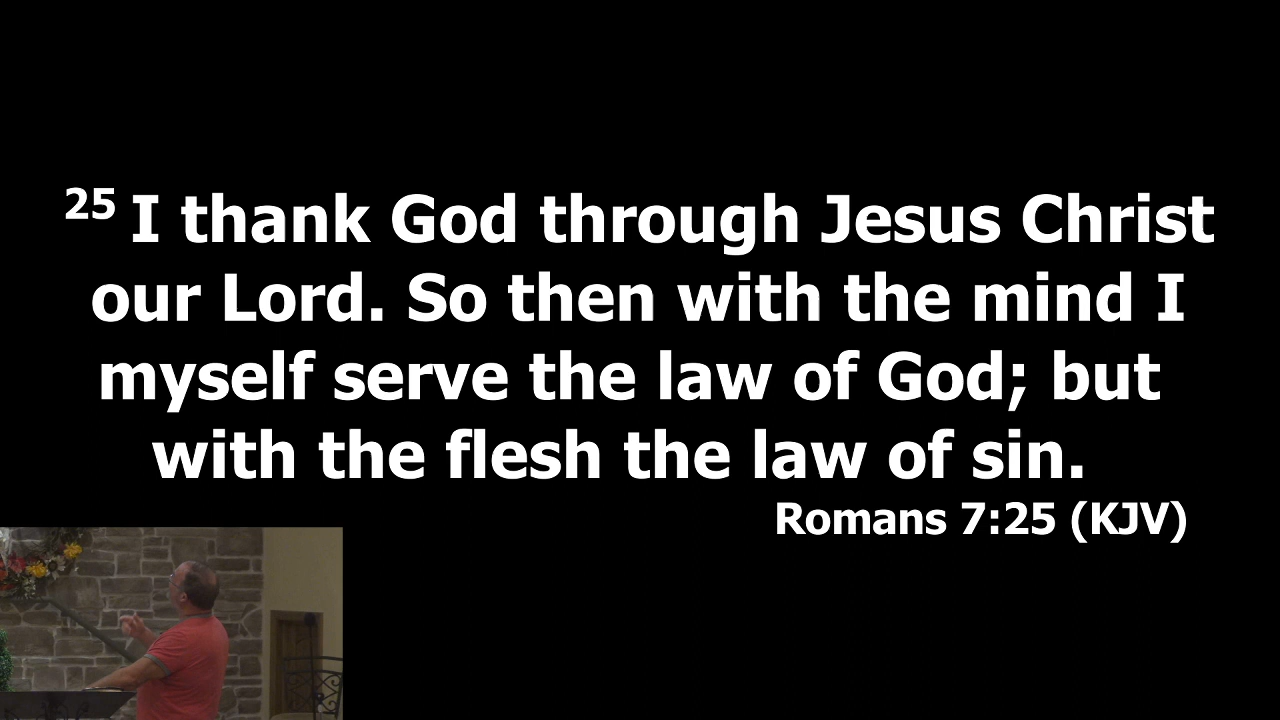 25 I thank God through Jesus Christ
our Lord. So then with the mind I
myself serve the law of God; but
with the flesh the law of sin.
Romans 7:25 (KJV)